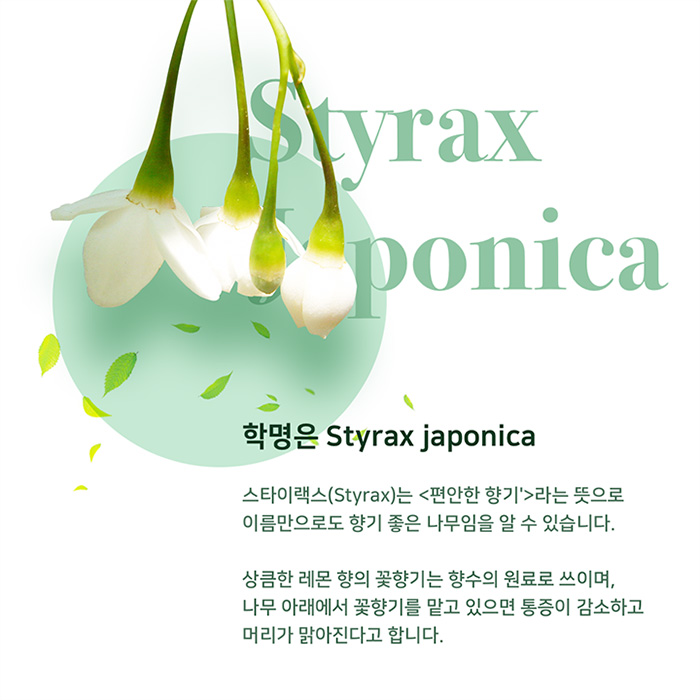 Styrax
Japonica
학명은 Styrax japonica
스타이랙스(Styrax)는 <편안한 향기'>라는 뜻으로
이름만으로도 향기 좋은 나무임을 알 수 있습니다.
상큼한 레몬 향의 꽃향기는 향수의 원료로 쓰이며,
나무 아래에서 꽃향기를 맡고 있으면 통증이 감소하고
머리가 맑아진다고 합니다.